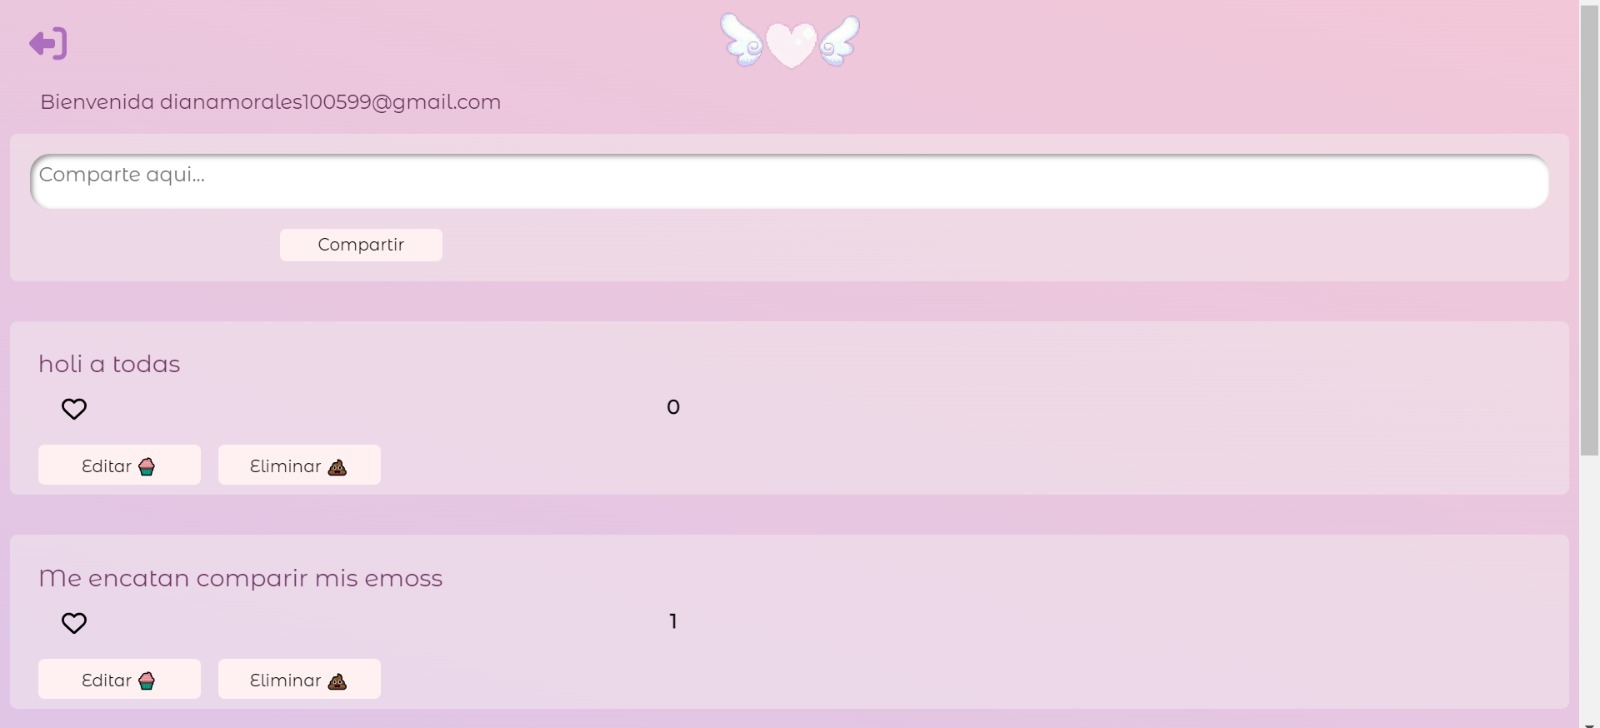 Bienvenida dianamorales100599@gmail.com
Comparte aqui...
Compartir
holi a todas
0
Editar 🧁 Eliminar 💩
Me encatan comparir mis emoss
1
Editar 🧁 Eliminar 💩